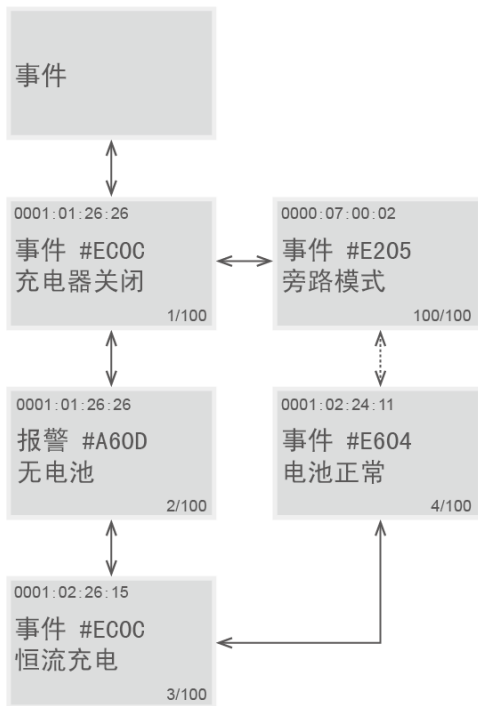 事件
0001:01:26:26
事件 #EC0C
充电器关闭
1/100
0000:07:00:02
事件 #E205
旁路模式
100/100
0001:01:26:26
报警 #A60D
无电池
2/100
0001:02:24:11
事件 #E604
电池正常
4/100
0001:02:26:15
事件 #EC0C
恒流充电
3/100